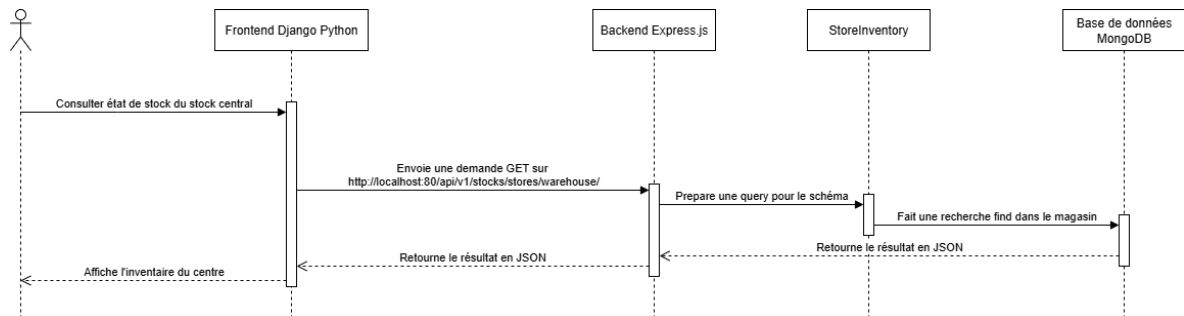 Frontend Django Python
Backend Express.js
StoreInventory
Base de données
MongoDB
Consulter état de stock du stock central
Envoie une demande GET sur
http://localhost:80/api/v1/stocks/stores/warehouse/
Prepare une query pour le schéma
Fait une recherche find dans le magasin
Retourne le résultat en JSON
Retourne le résultat en JSON
Affiche l'inventaire du centre